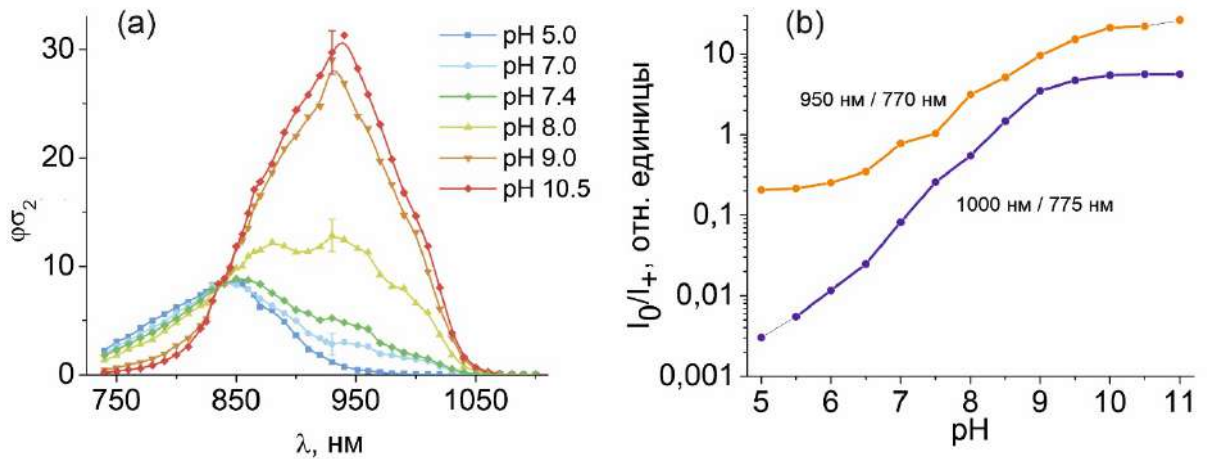 (a)
φσ₂
30
20
10
0
750
850
950
1050
λ, нм
pH 5.0
pH 7.0
pH 7.4
pH 8.0
pH 9.0
pH 10.5
(b)
I₀/I₊, отн. единицы
10
1
0,1
0,01
0,001
950 нм / 770 нм
1000 нм / 775 нм
5
6
7
8
9
10
11
pH